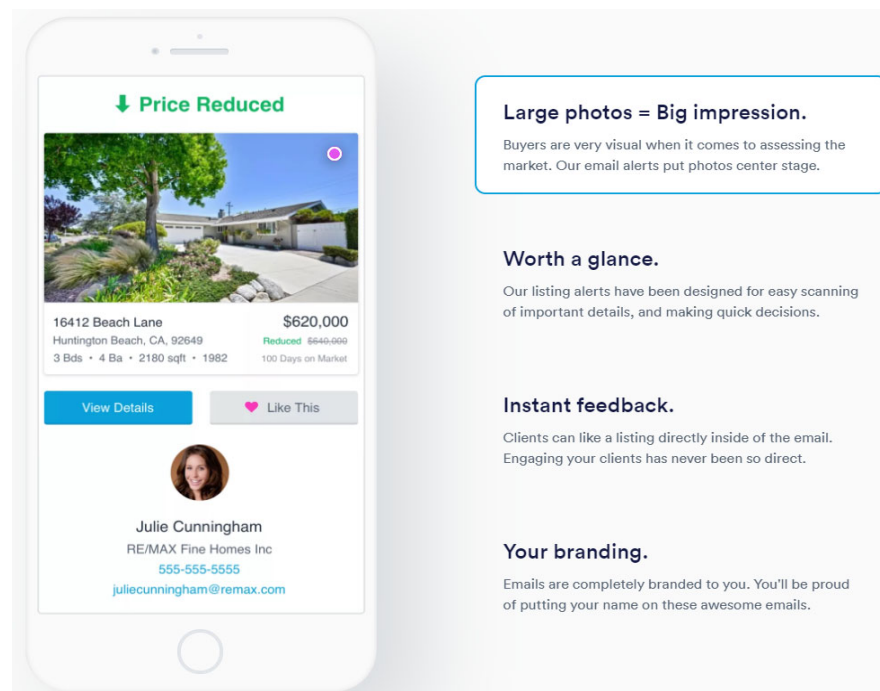 Price Reduced
16412 Beach Lane
$620,000
Huntington Beach, CA, 92649
Reduced $640,000
3 Bds • 4 Ba • 2180 sqft • 1982
100 Days on Market
View Details
Like This
Julie Cunningham
RE/MAX Fine Homes Inc
555-555-5555
juliecunningham@remax.com
Large photos = Big impression.
Buyers are very visual when it comes to assessing the
market. Our email alerts put photos center stage.
Worth a glance.
Our listing alerts have been designed for easy scanning
of important details, and making quick decisions.
Instant feedback.
Clients can like a listing directly inside of the email.
Engaging your clients has never been so direct.
Your branding.
Emails are completely branded to you. You'll be proud
of putting your name on these awesome emails.